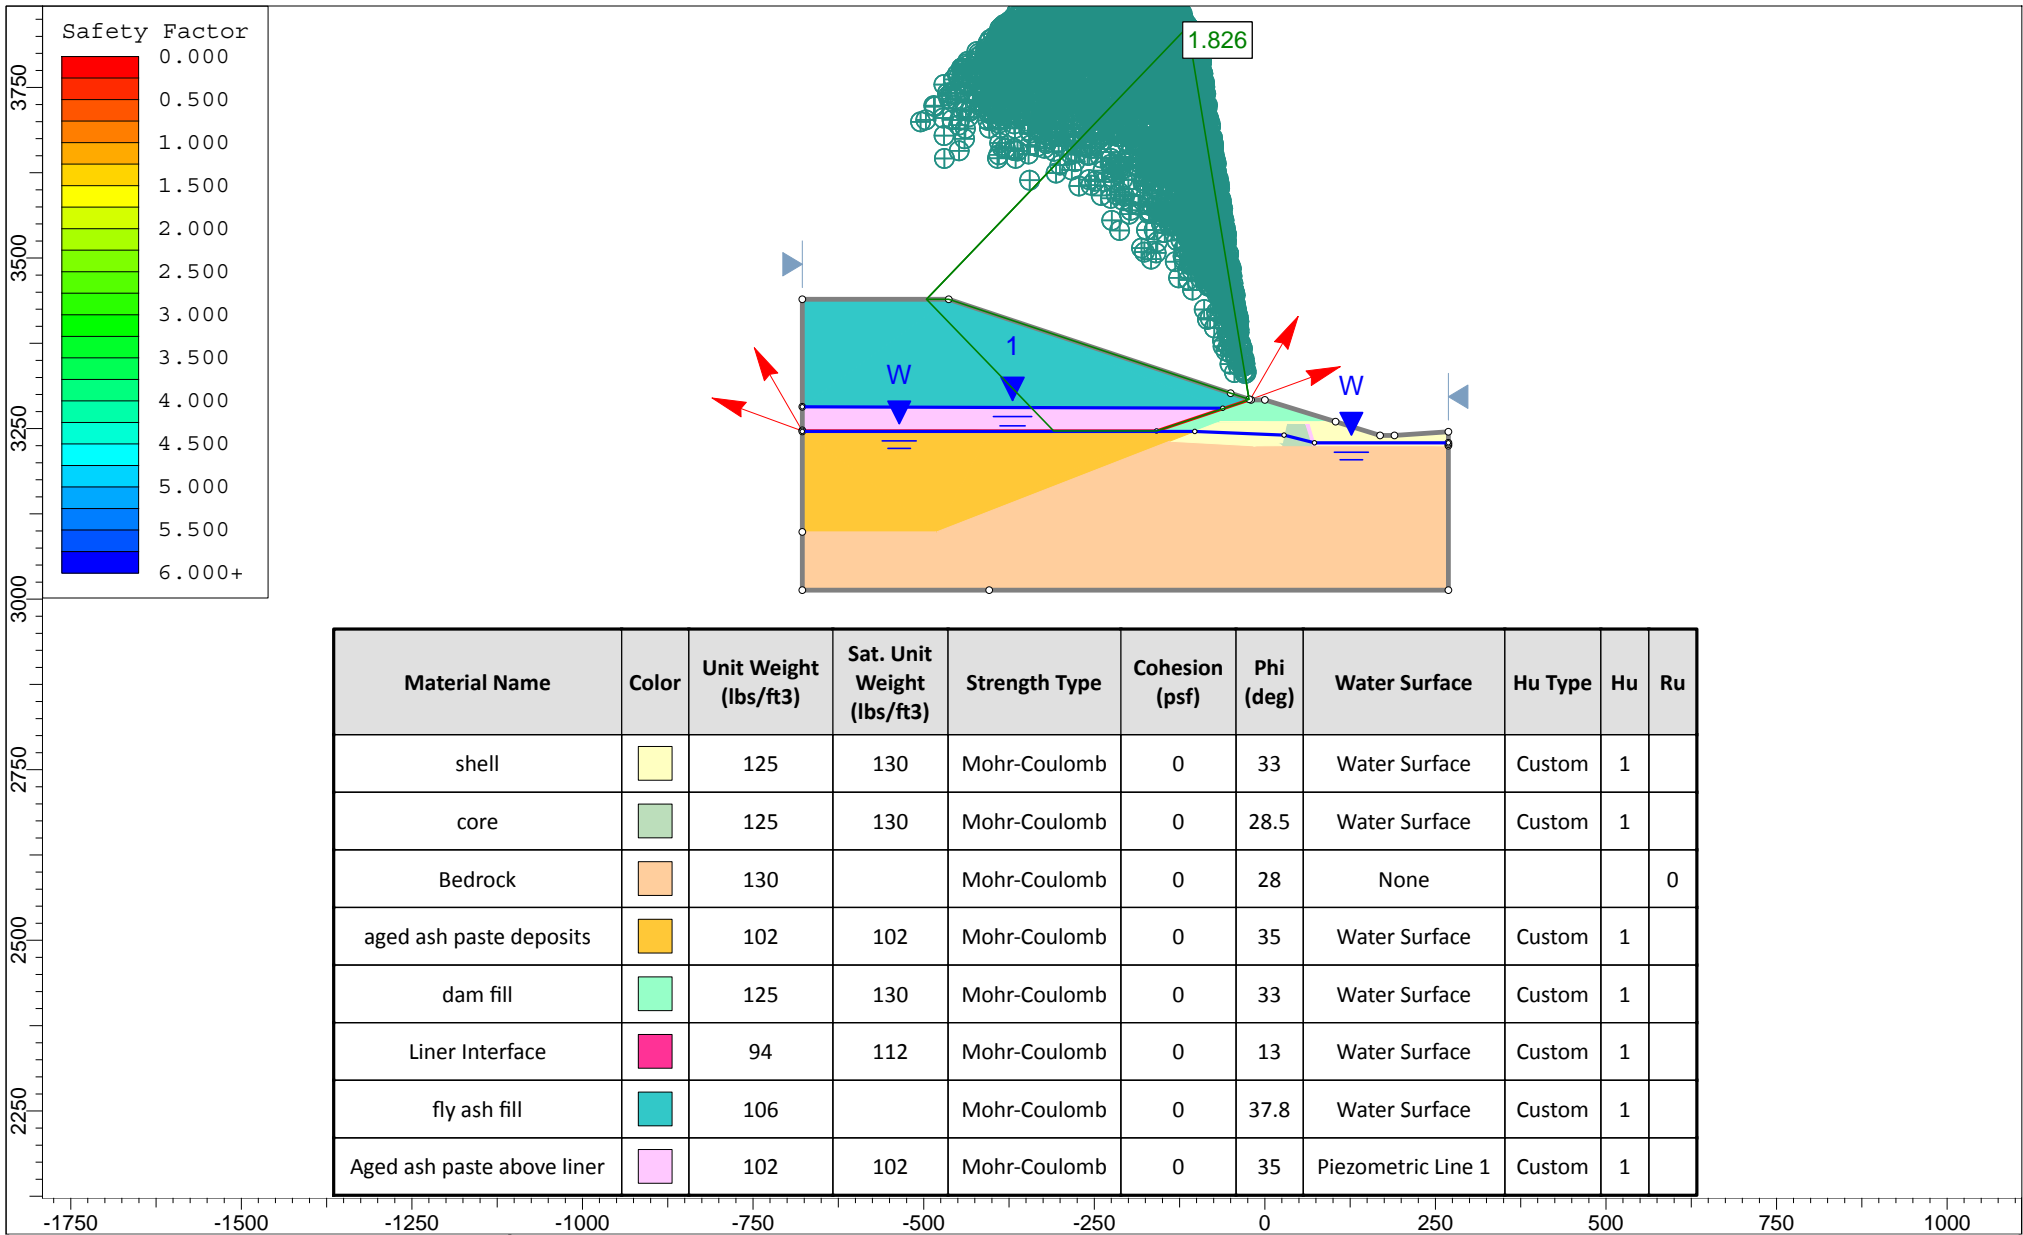 Safety Factor
0.000
0.500
1.000
1.500
2.000
2.500
3.000
3.500
4.000
4.500
5.000
5.500
6.000+
1.826
W
1
W
3750
3500
3250
3000
2750
2500
2250
Material Name Color Unit Weight (lbs/ft3) Sat. Unit Weight (lbs/ft3) Strength Type Cohesion (psf) Phi (deg) Water Surface Hu Type Hu Ru
shell 125 130 Mohr-Coulomb 0 33 Water Surface Custom 1
core 125 130 Mohr-Coulomb 0 28.5 Water Surface Custom 1
Bedrock 130 Mohr-Coulomb 0 28 None 0
aged ash paste deposits 102 102 Mohr-Coulomb 0 35 Water Surface Custom 1
dam fill 125 130 Mohr-Coulomb 0 33 Water Surface Custom 1
Liner Interface 94 112 Mohr-Coulomb 0 13 Water Surface Custom 1
fly ash fill 106 Mohr-Coulomb 0 37.8 Water Surface Custom 1
Aged ash paste above liner 102 102 Mohr-Coulomb 0 35 Piezometric Line 1 Custom 1
-1750 -1500 -1250 -1000 -750 -500 -250 0 250 500 750 1000